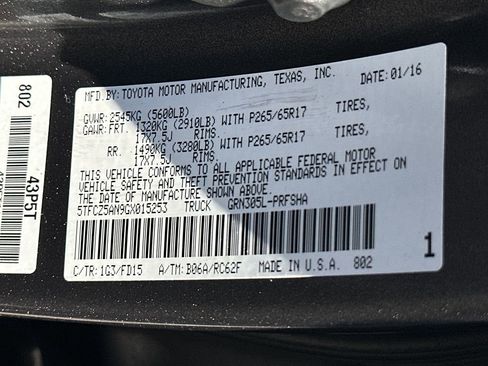 MFD.BY:TOYOTA MOTOR MANUFACTURING, TEXAS, INC. DATE:01/16
GVWR:2545KG (5600LB)
GAWR:FRT. 1320KG (2910LB) WITH P265/65R17 TIRES,
17X7.5J RIMS.
RR. 1490KG (3280LB) WITH P265/65R17 TIRES,
17X7.5J RIMS.
THIS VEHICLE CONFORMS TO ALL APPLICABLE FEDERAL MOTOR
VEHICLE SAFETY AND THEFT PREVENTION STANDARDS IN EFFECT ON
THE DATE OF MANUFACTURE SHOWN ABOVE.
5TFCZ5AN9GX015253 TRUCK GRN305L-PRFSHA
1
C/TR:1G3/FD15 A/TM:B06A/RC62F MADE IN U.S.A. 802
802
43P5T